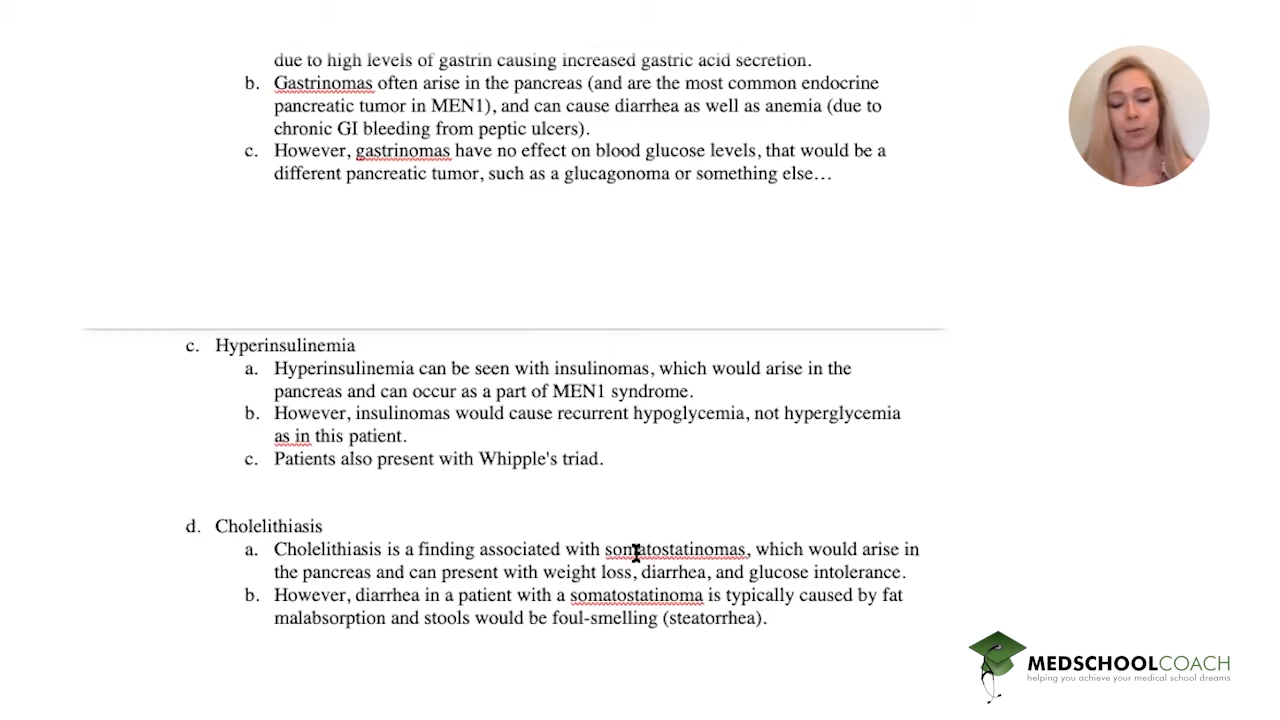 due to high levels of gastrin causing increased gastric acid secretion.
b. Gastrinomas often arise in the pancreas (and are the most common endocrine
pancreatic tumor in MEN1), and can cause diarrhea as well as anemia (due to
chronic GI bleeding from peptic ulcers).
c. However, gastrinomas have no effect on blood glucose levels, that would be a
different pancreatic tumor, such as a glucagonoma or something else…
c. Hyperinsulinemia
a. Hyperinsulinemia can be seen with insulinomas, which would arise in the
pancreas and can occur as a part of MEN1 syndrome.
b. However, insulinomas would cause recurrent hypoglycemia, not hyperglycemia
as in this patient.
c. Patients also present with Whipple's triad.
d. Cholelithiasis
a. Cholelithiasis is a finding associated with somatostatinomas, which would arise in
the pancreas and can present with weight loss, diarrhea, and glucose intolerance.
b. However, diarrhea in a patient with a somatostatinoma is typically caused by fat
malabsorption and stools would be foul-smelling (steatorrhea).
MEDSCHOOLCOACH
helping you achieve your medical school dreams